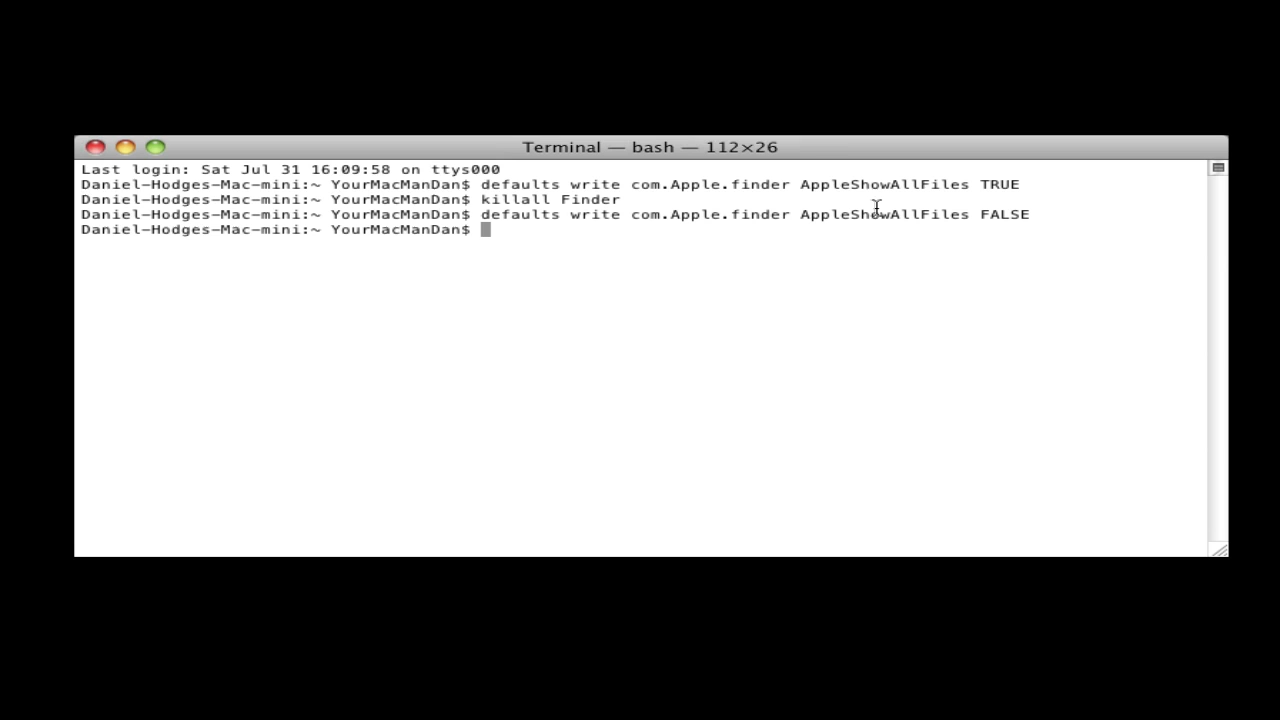 Terminal — bash — 112×26
Last login: Sat Jul 31 16:09:58 on ttys000
Daniel-Hodges-Mac-mini:~ YourMacManDan$ defaults write com.Apple.finder AppleShowAllFiles TRUE
Daniel-Hodges-Mac-mini:~ YourMacManDan$ killall Finder
Daniel-Hodges-Mac-mini:~ YourMacManDan$ defaults write com.Apple.finder AppleShowAllFiles FALSE
Daniel-Hodges-Mac-mini:~ YourMacManDan$